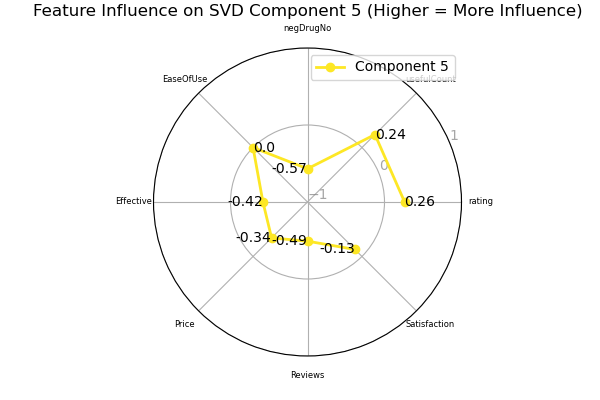 Feature Influence on SVD Component 5 (Higher = More Influence)
negDrugNo
Component 5
EaseOfUse
usefulCount
1
0.24
0.0
0
-0.57
−1
Effective
-0.42
0.26
rating
-0.34
-0.49
-0.13
Price
Satisfaction
Reviews